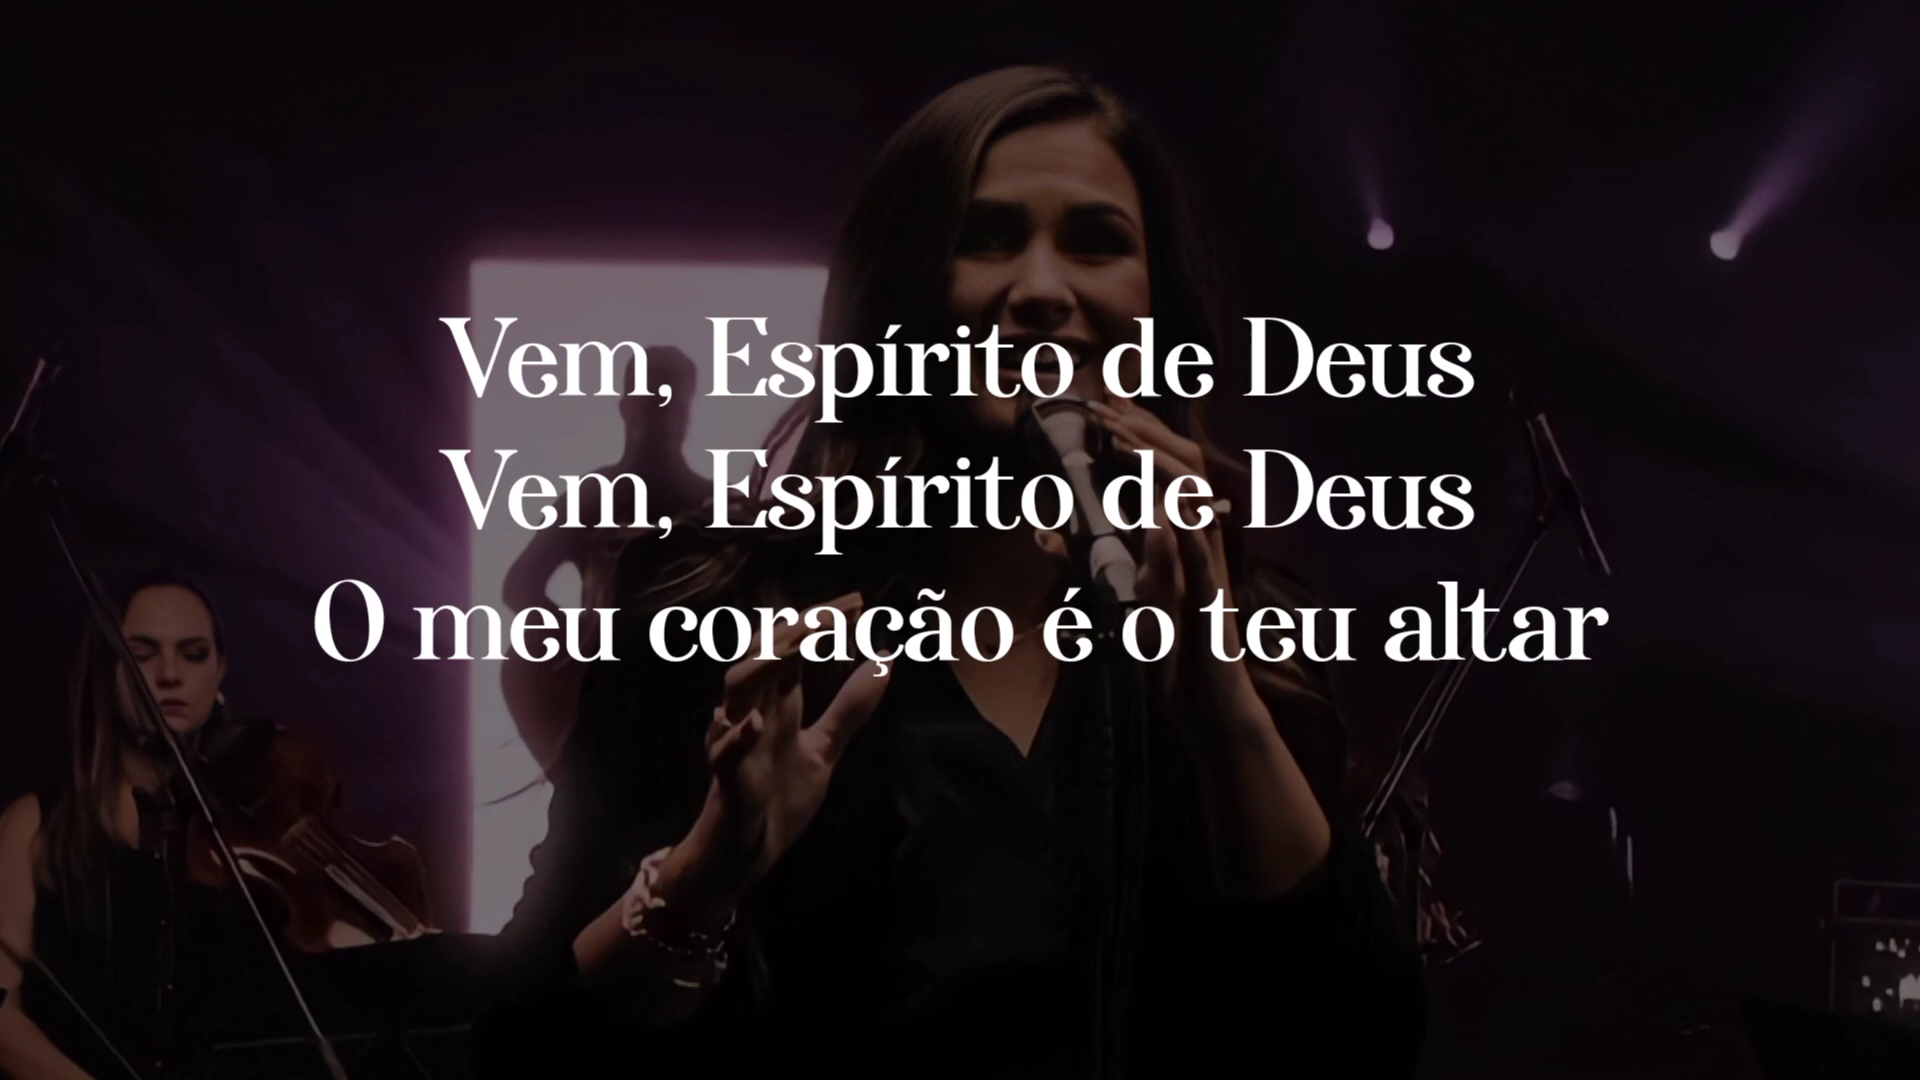 Vem, Espírito de Deus
Vem, Espírito de Deus
O meu coração é o teu altar